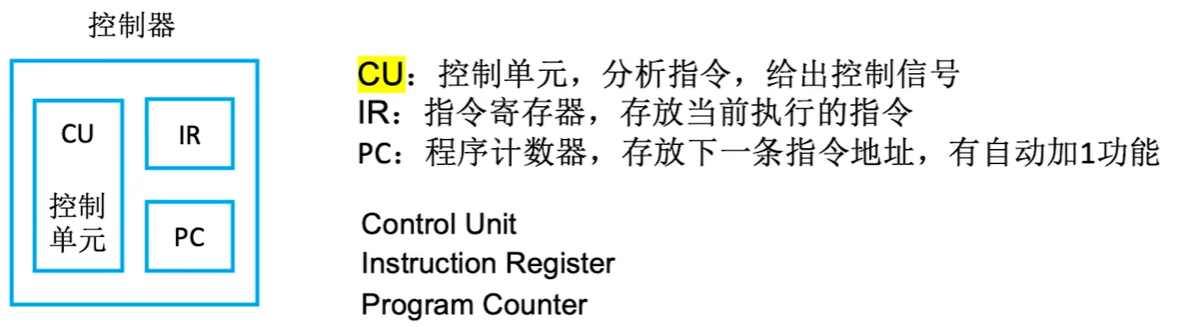 控制器
CU
控制
单元
IR
PC
CU：控制单元，分析指令，给出控制信号
IR：指令寄存器，存放当前执行的指令
PC：程序计数器，存放下一条指令地址，有自动加1功能
Control Unit
Instruction Register
Program Counter